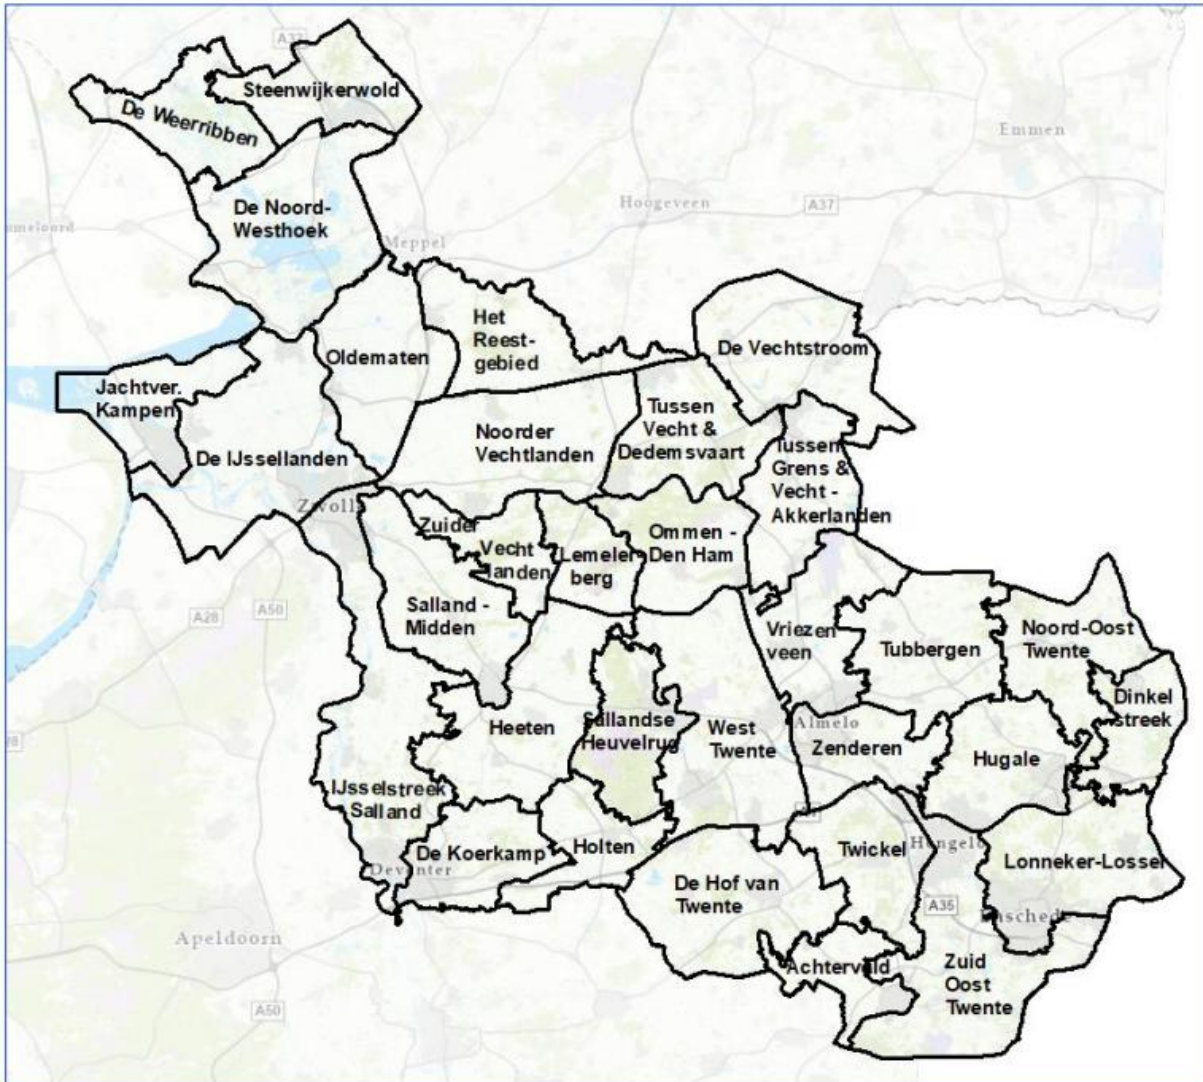 A32
Steenwijkerwold
De Weerribben
Emmen
De Noord-
Westhoek
Hoogeveen
A37
meloord
Meppel
Het
Reest-
gebied
De Vechtstroom
Oldematen
Jachtver.
Kampen
Tussen
Vecht &
Dedemsvaart
Noorder
Vechtlanden
De IJssellanden
Tussen
Grens &
Vecht -
Akkerlanden
Zwolle
Zuider
Vecht
landen
Lemeler
berg
Ommen -
Den Ham
Salland -
Midden
A28
A50
Vriezen
veen
Tubbergen
Noord-Oost
Twente
Dinkel
streek
Heeten
Sallandse
Heuvelrug
West
Twente
Almelo
Zenderen
Hugale
IJsselstreek
Salland
De Koerkamp
Holten
Deventer
Twickel
Hengelo
Lonneker-Losser
De Hof van
Twente
A35
Enschede
Apeldoorn
Achterveld
Zuid
Oost
Twente
A50